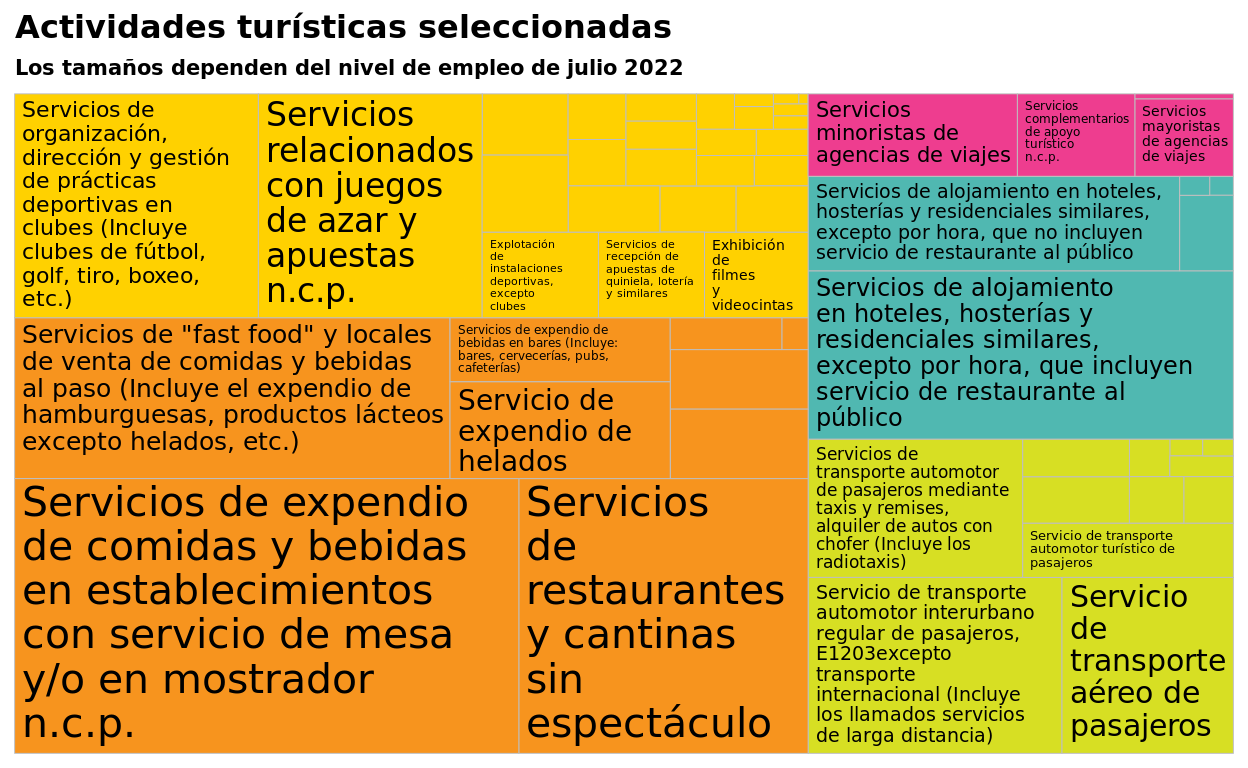 Actividades turísticas seleccionadas
Los tamaños dependen del nivel de empleo de julio 2022
Servicios de
organización,
dirección y gestión
de prácticas
deportivas en
clubes (Incluye
clubes de fútbol,
golf, tiro, boxeo,
etc.)
Servicios
relacionados
con juegos
de azar y
apuestas
n.c.p.
Explotación
de
instalaciones
deportivas,
excepto
clubes
Servicios de
recepción de
apuestas de
quiniela, lotería
y similares
Exhibición
de
filmes
y
videocintas
Servicios de "fast food" y locales
de venta de comidas y bebidas
al paso (Incluye el expendio de
hamburguesas, productos lácteos
excepto helados, etc.)
Servicios de expendio de
bebidas en bares (Incluye:
bares, cervecerías, pubs,
cafeterías)
Servicio de
expendio de
helados
Servicios de expendio
de comidas y bebidas
en establecimientos
con servicio de mesa
y/o en mostrador
n.c.p.
Servicios
de
restaurantes
y cantinas
sin
espectáculo
Servicios
minoristas de
agencias de viajes
Servicios
complementarios
de apoyo
turístico
n.c.p.
Servicios
mayoristas
de agencias
de viajes
Servicios de alojamiento en hoteles,
hosterías y residenciales similares,
excepto por hora, que no incluyen
servicio de restaurante al público
Servicios de alojamiento
en hoteles, hosterías y
residenciales similares,
excepto por hora, que incluyen
servicio de restaurante al
público
Servicios de
transporte automotor
de pasajeros mediante
taxis y remises,
alquiler de autos con
chofer (Incluye los
radiotaxis)
Servicio de transporte
automotor turístico de
pasajeros
Servicio de transporte
automotor interurbano
regular de pasajeros,
E1203excepto
transporte
internacional (Incluye
los llamados servicios
de larga distancia)
Servicio
de
transporte
aéreo de
pasajeros